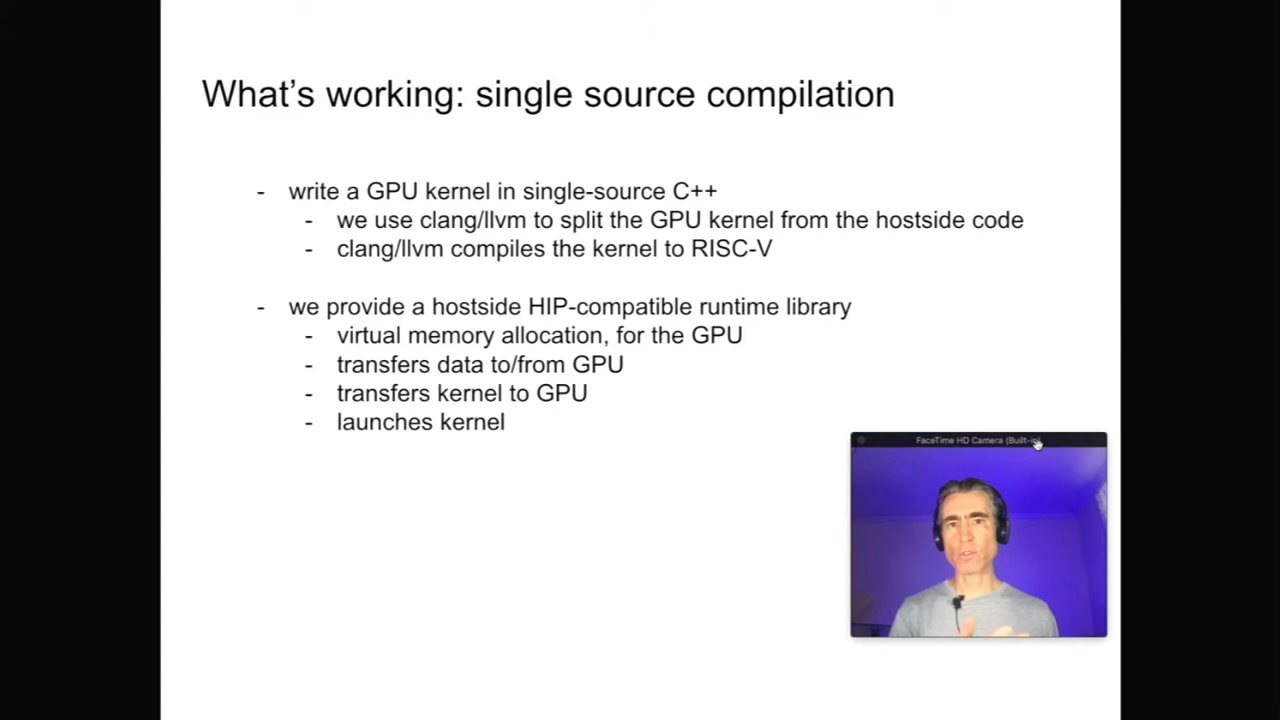 What's working: single source compilation
- write a GPU kernel in single-source C++
- we use clang/llvm to split the GPU kernel from the hostside code
- clang/llvm compiles the kernel to RISC-V
- we provide a hostside HIP-compatible runtime library
- virtual memory allocation, for the GPU
- transfers data to/from GPU
- transfers kernel to GPU
- launches kernel
FaceTime HD Camera (Built-in)